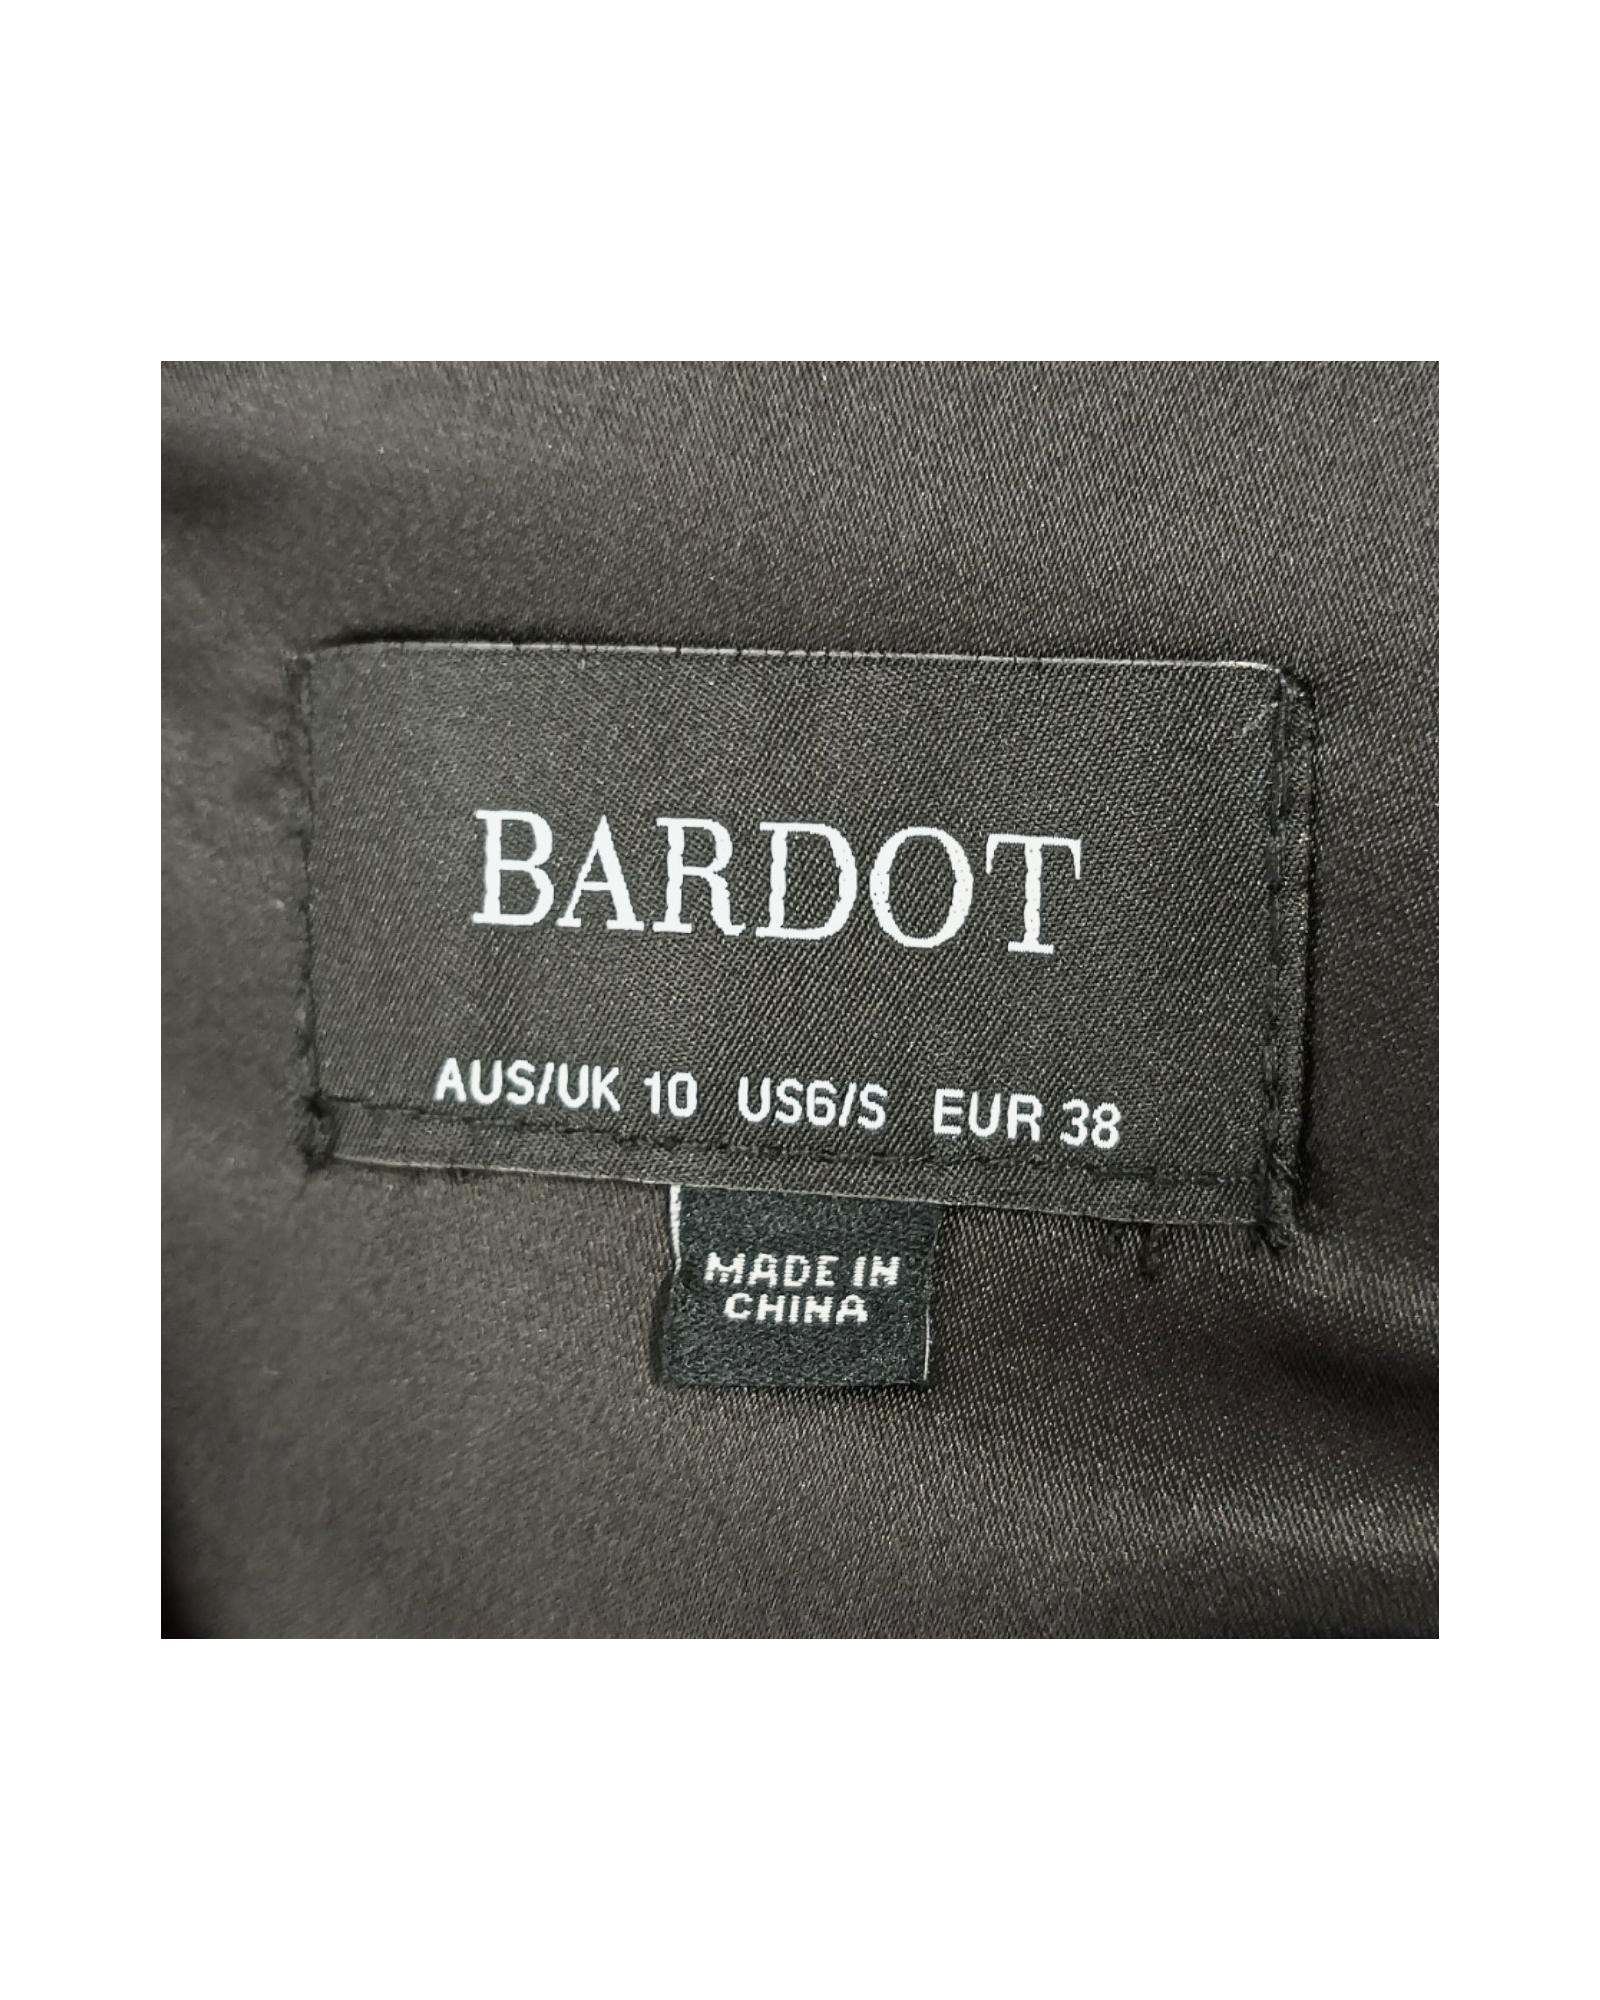 BARDOT
AUS/UK 10 US6/S EUR 38
MADE IN
CHINA